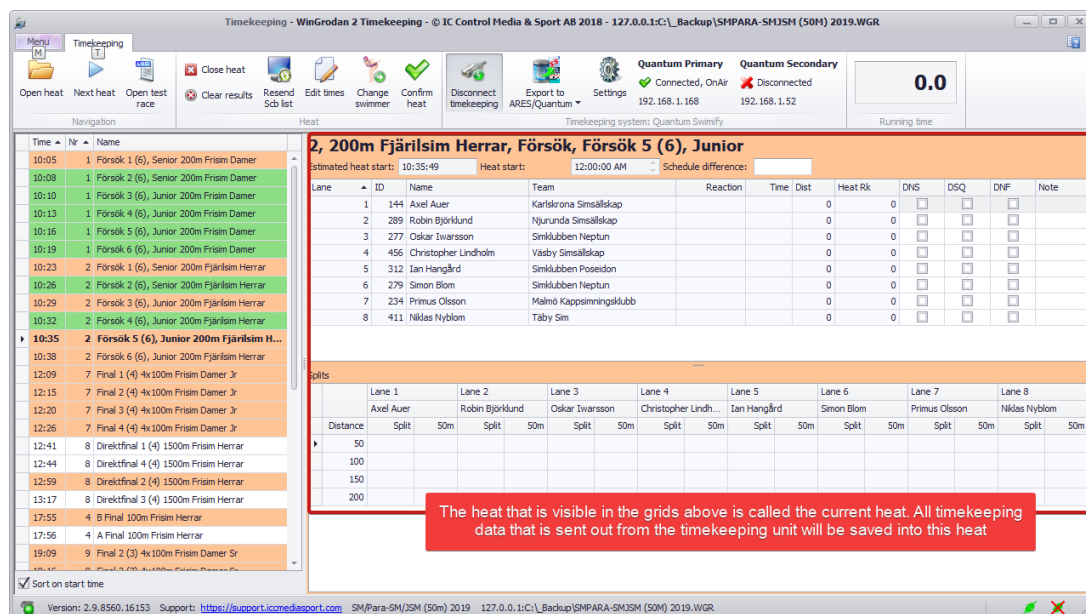 Timekeeping - WinGrodan 2 Timekeeping - © IC Control Media & Sport AB 2018 - 127.0.0.1:C:\_Backup\SMPARA-SMJSM (50M) 2019.WGR
Menu Timekeeping
M T
Open heat Next heat Open test race
Close heat
Clear results
Resend Scb list Edit times Change swimmer Confirm heat
Disconnect timekeeping Export to ARES/Quantum Settings
Quantum Primary Quantum Secondary
Connected, OnAir Disconnected
192.168.1.168 192.168.1.52
0.0
Navigation Heat Timekeeping system: Quantum Swimify Running time
Time Nr Name
10:05 1 Försök 1 (6), Senior 200m Frisim Damer
10:08 1 Försök 2 (6), Senior 200m Frisim Damer
10:10 1 Försök 3 (6), Junior 200m Frisim Damer
10:13 1 Försök 4 (6), Junior 200m Frisim Damer
10:16 1 Försök 5 (6), Junior 200m Frisim Damer
10:19 1 Försök 6 (6), Junior 200m Frisim Damer
10:23 2 Försök 1 (6), Senior 200m Fjärilsim Herrar
10:26 2 Försök 2 (6), Senior 200m Fjärilsim Herrar
10:29 2 Försök 3 (6), Junior 200m Fjärilsim Herrar
10:32 2 Försök 4 (6), Junior 200m Fjärilsim Herrar
10:35 2 Försök 5 (6), Junior 200m Fjärilsim H...
10:38 2 Försök 6 (6), Junior 200m Fjärilsim Herrar
12:09 7 Final 1 (4) 4x100m Frisim Damer Jr
12:15 7 Final 2 (4) 4x100m Frisim Damer Jr
12:20 7 Final 3 (4) 4x100m Frisim Damer Jr
12:26 7 Final 4 (4) 4x100m Frisim Damer Jr
12:41 8 Direktfinal 1 (4) 1500m Frisim Herrar
12:44 8 Direktfinal 4 (4) 1500m Frisim Herrar
12:59 8 Direktfinal 2 (4) 1500m Frisim Herrar
13:17 8 Direktfinal 3 (4) 1500m Frisim Herrar
17:55 4 B Final 100m Frisim Herrar
17:56 4 A Final 100m Frisim Herrar
19:09 9 Final 2 (3) 4x100m Frisim Damer Sr
Sort on start time
2, 200m Fjärilsim Herrar, Försök, Försök 5 (6), Junior
Estimated heat start: 10:35:49 Heat start: 12:00:00 AM Schedule difference:
Lane ID Name Team Reaction Time Dist Heat Rk DNS DSQ DNF Note
1 144 Axel Auer Karlskrona Simsällskap 0 0
2 289 Robin Björklund Njurunda Simsällskap 0 0
3 277 Oskar Iwarsson Simklubben Neptun 0 0
4 456 Christopher Lindholm Väsby Simsällskap 0 0
5 312 Ian Hangård Simklubben Poseidon 0 0
6 279 Simon Blom Simklubben Neptun 0 0
7 234 Primus Olsson Malmö Kappsimningsklubb 0 0
8 411 Niklas Nyblom Täby Sim 0 0
Splits
Lane 1 Lane 2 Lane 3 Lane 4 Lane 5 Lane 6 Lane 7 Lane 8
Axel Auer Robin Björklund Oskar Iwarsson Christopher Lindh... Ian Hangård Simon Blom Primus Olsson Niklas Nyblom
Distance Split 50m Split 50m Split 50m Split 50m Split 50m Split 50m Split 50m Split 50m
50
100
150
200
The heat that is visible in the grids above is called the current heat. All timekeeping
data that is sent out from the timekeeping unit will be saved into this heat
Version: 2.9.8560.16153 Support: https://support.iccmediasport.com SM/Para-SM/JSM (50m) 2019 127.0.0.1:C:\_Backup\SMPARA-SMJSM (50M) 2019.WGR